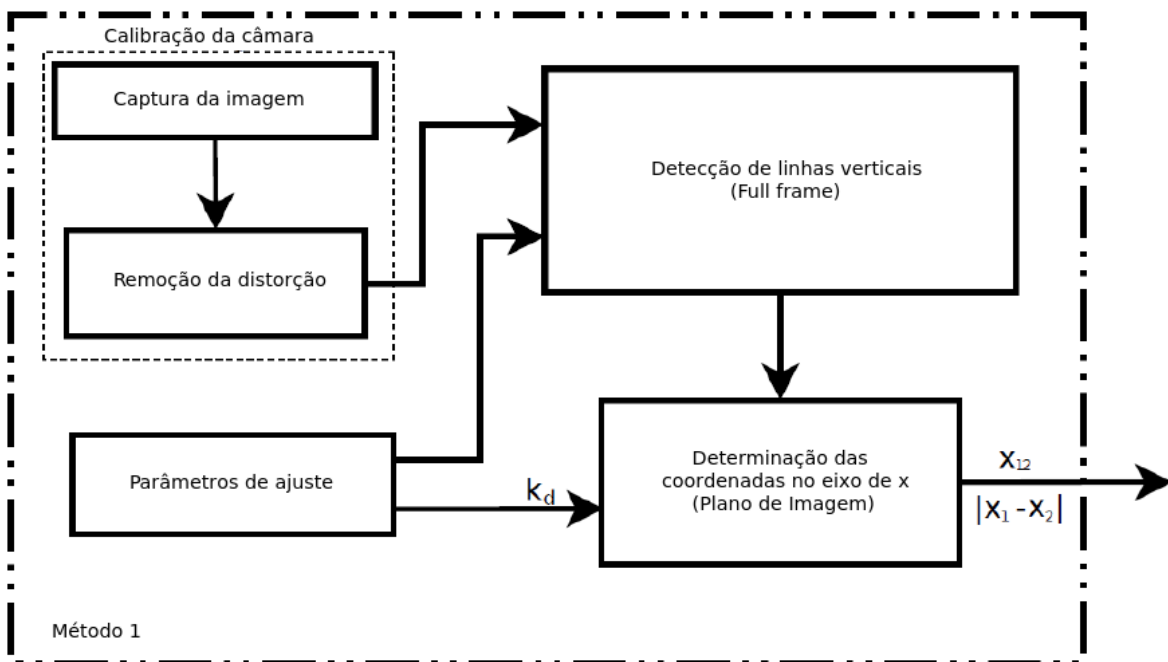 Calibração da câmara
Captura da imagem
Remoção da distorção
Detecção de linhas verticais
(Full frame)
Parâmetros de ajuste
k_d
Determinação das
coordenadas no eixo de x
(Plano de Imagem)
x₁₂
|x₁-x₂|
Método 1